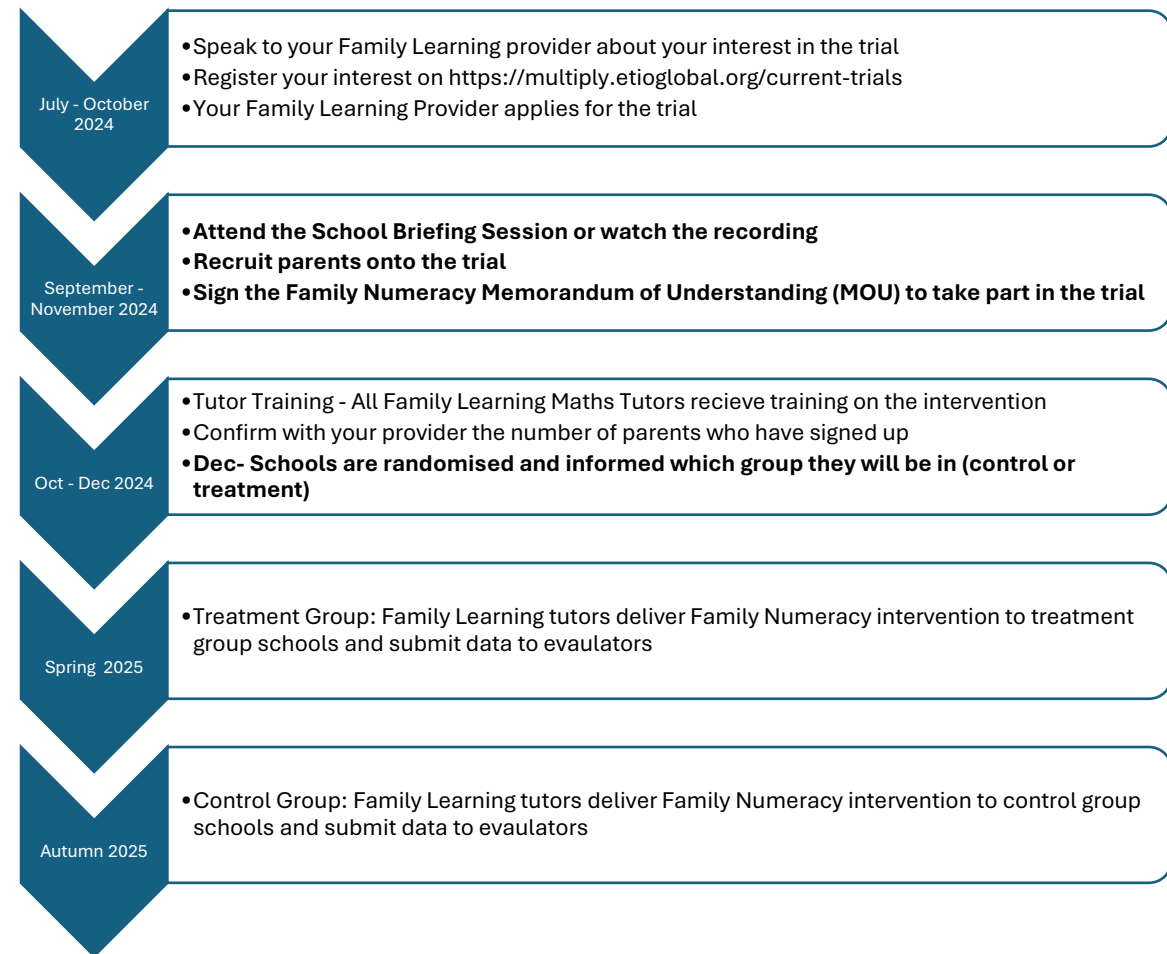 July - October
2024
•Speak to your Family Learning provider about your interest in the trial
•Register your interest on https://multiply.etioglobal.org/current-trials
•Your Family Learning Provider applies for the trial
September -
November 2024
•Attend the School Briefing Session or watch the recording
•Recruit parents onto the trial
•Sign the Family Numeracy Memorandum of Understanding (MOU) to take part in the trial
Oct - Dec 2024
•Tutor Training - All Family Learning Maths Tutors recieve training on the intervention
•Confirm with your provider the number of parents who have signed up
•Dec- Schools are randomised and informed which group they will be in (control or
treatment)
Spring 2025
•Treatment Group: Family Learning tutors deliver Family Numeracy intervention to treatment
group schools and submit data to evaulators
Autumn 2025
•Control Group: Family Learning tutors deliver Family Numeracy intervention to control group
schools and submit data to evaulators